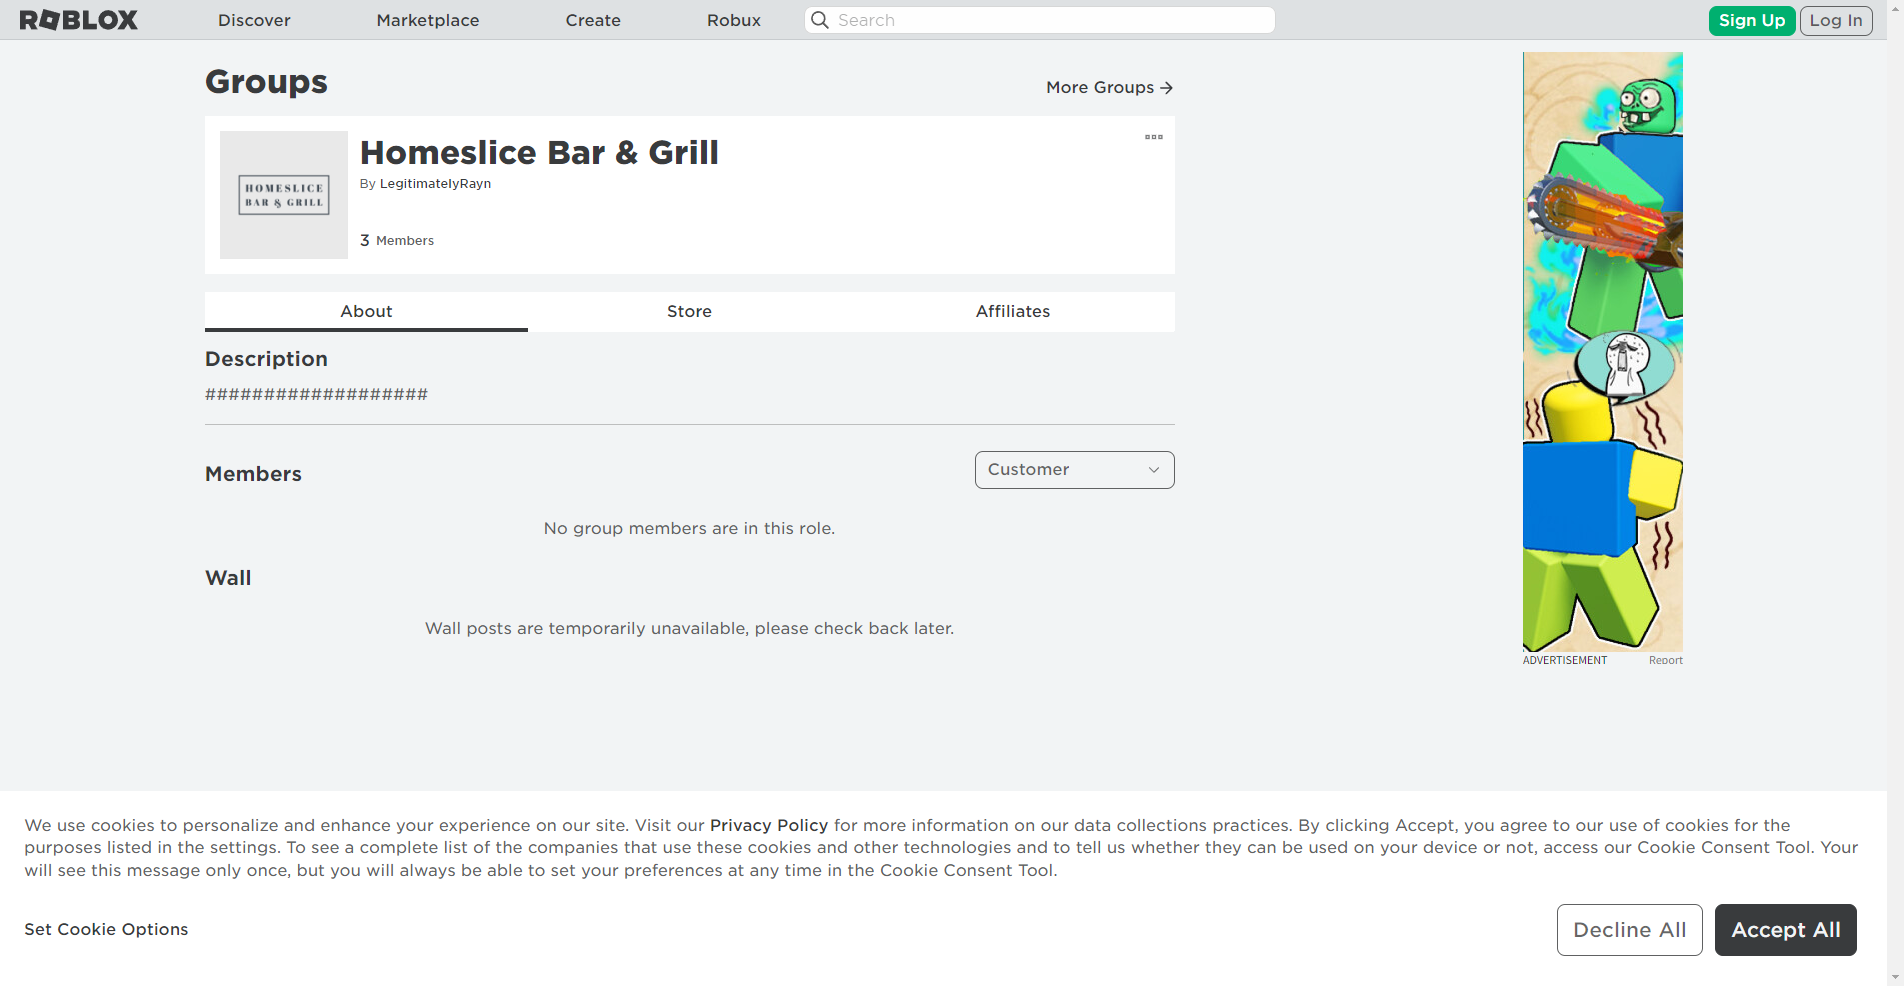 ROBLOX
Discover
Marketplace
Create
Robux
Search
Sign Up
Log In
Groups
More Groups
HOMESLICE
BAR & GRILL
Homeslice Bar & Grill
By LegitimatelyRayn
3 Members
About
Store
Affiliates
Description
###################
Members
Customer
No group members are in this role.
Wall
Wall posts are temporarily unavailable, please check back later.
ADVERTISEMENT
Report
We use cookies to personalize and enhance your experience on our site. Visit our Privacy Policy for more information on our data collections practices. By clicking Accept, you agree to our use of cookies for the
purposes listed in the settings. To see a complete list of the companies that use these cookies and other technologies and to tell us whether they can be used on your device or not, access our Cookie Consent Tool. Your
will see this message only once, but you will always be able to set your preferences at any time in the Cookie Consent Tool.
Set Cookie Options
Decline All
Accept All